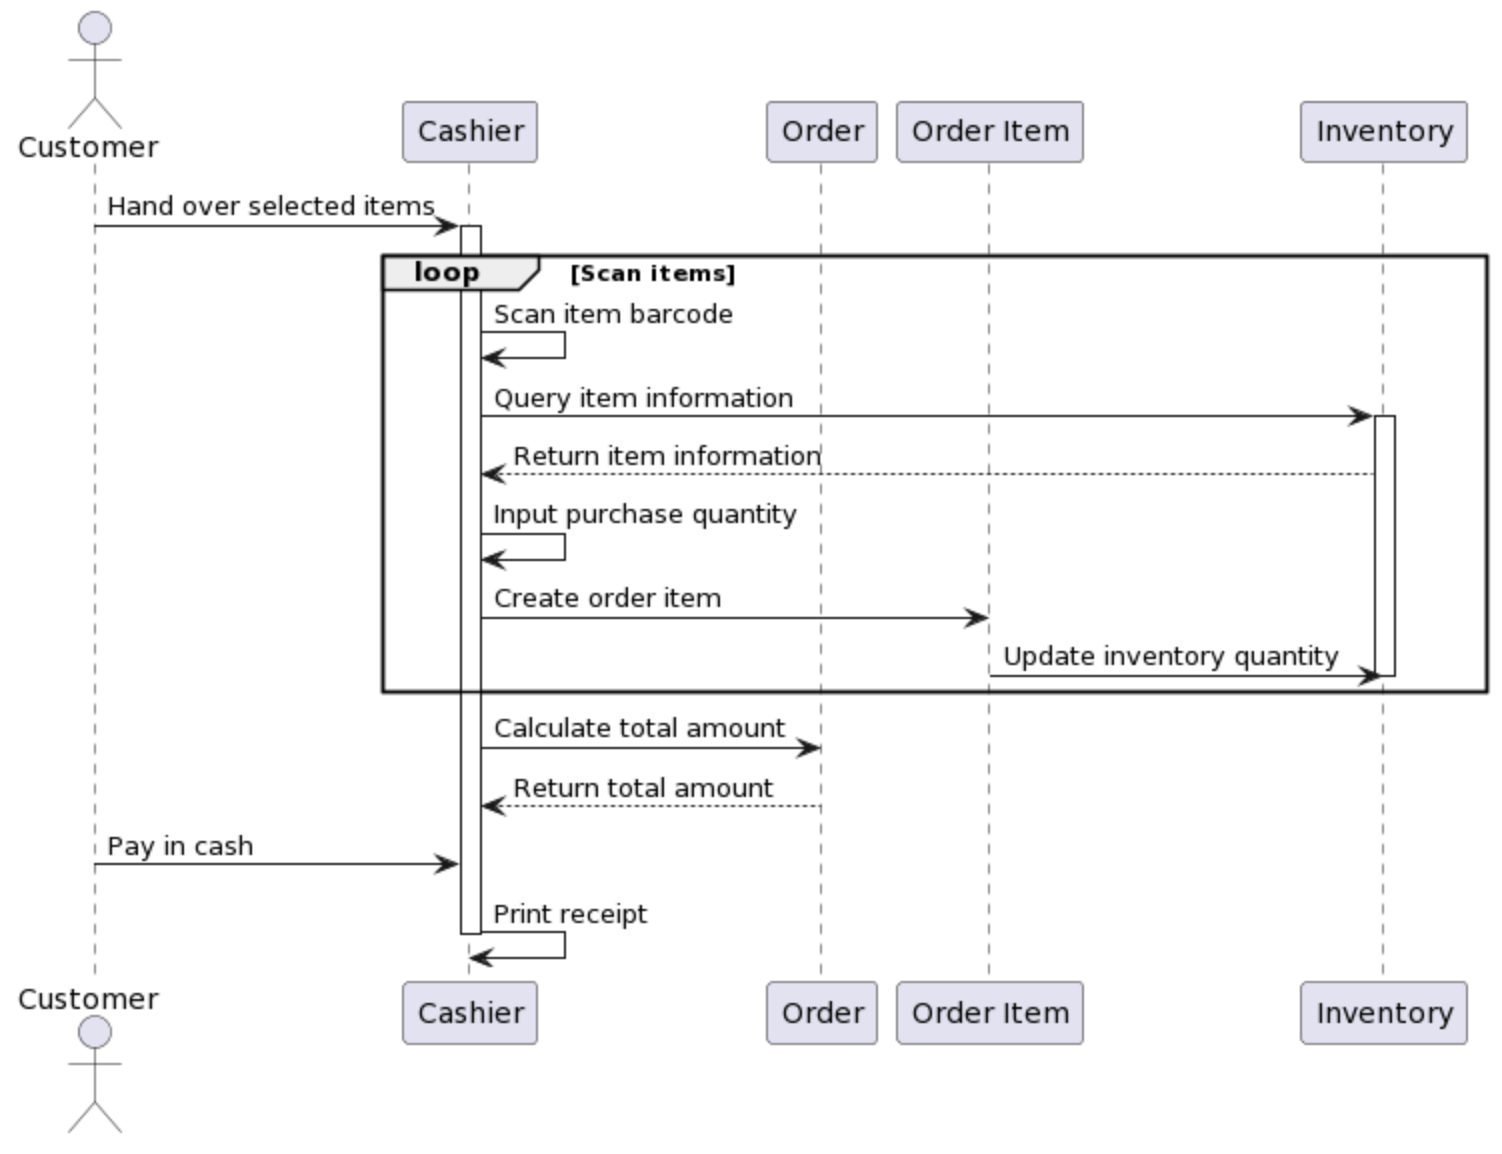 Customer
Cashier
Order
Order Item
Inventory
Hand over selected items
loop
[Scan items]
Scan item barcode
Query item information
Return item information
Input purchase quantity
Create order item
Update inventory quantity
Calculate total amount
Return total amount
Pay in cash
Print receipt
Customer
Cashier
Order
Order Item
Inventory